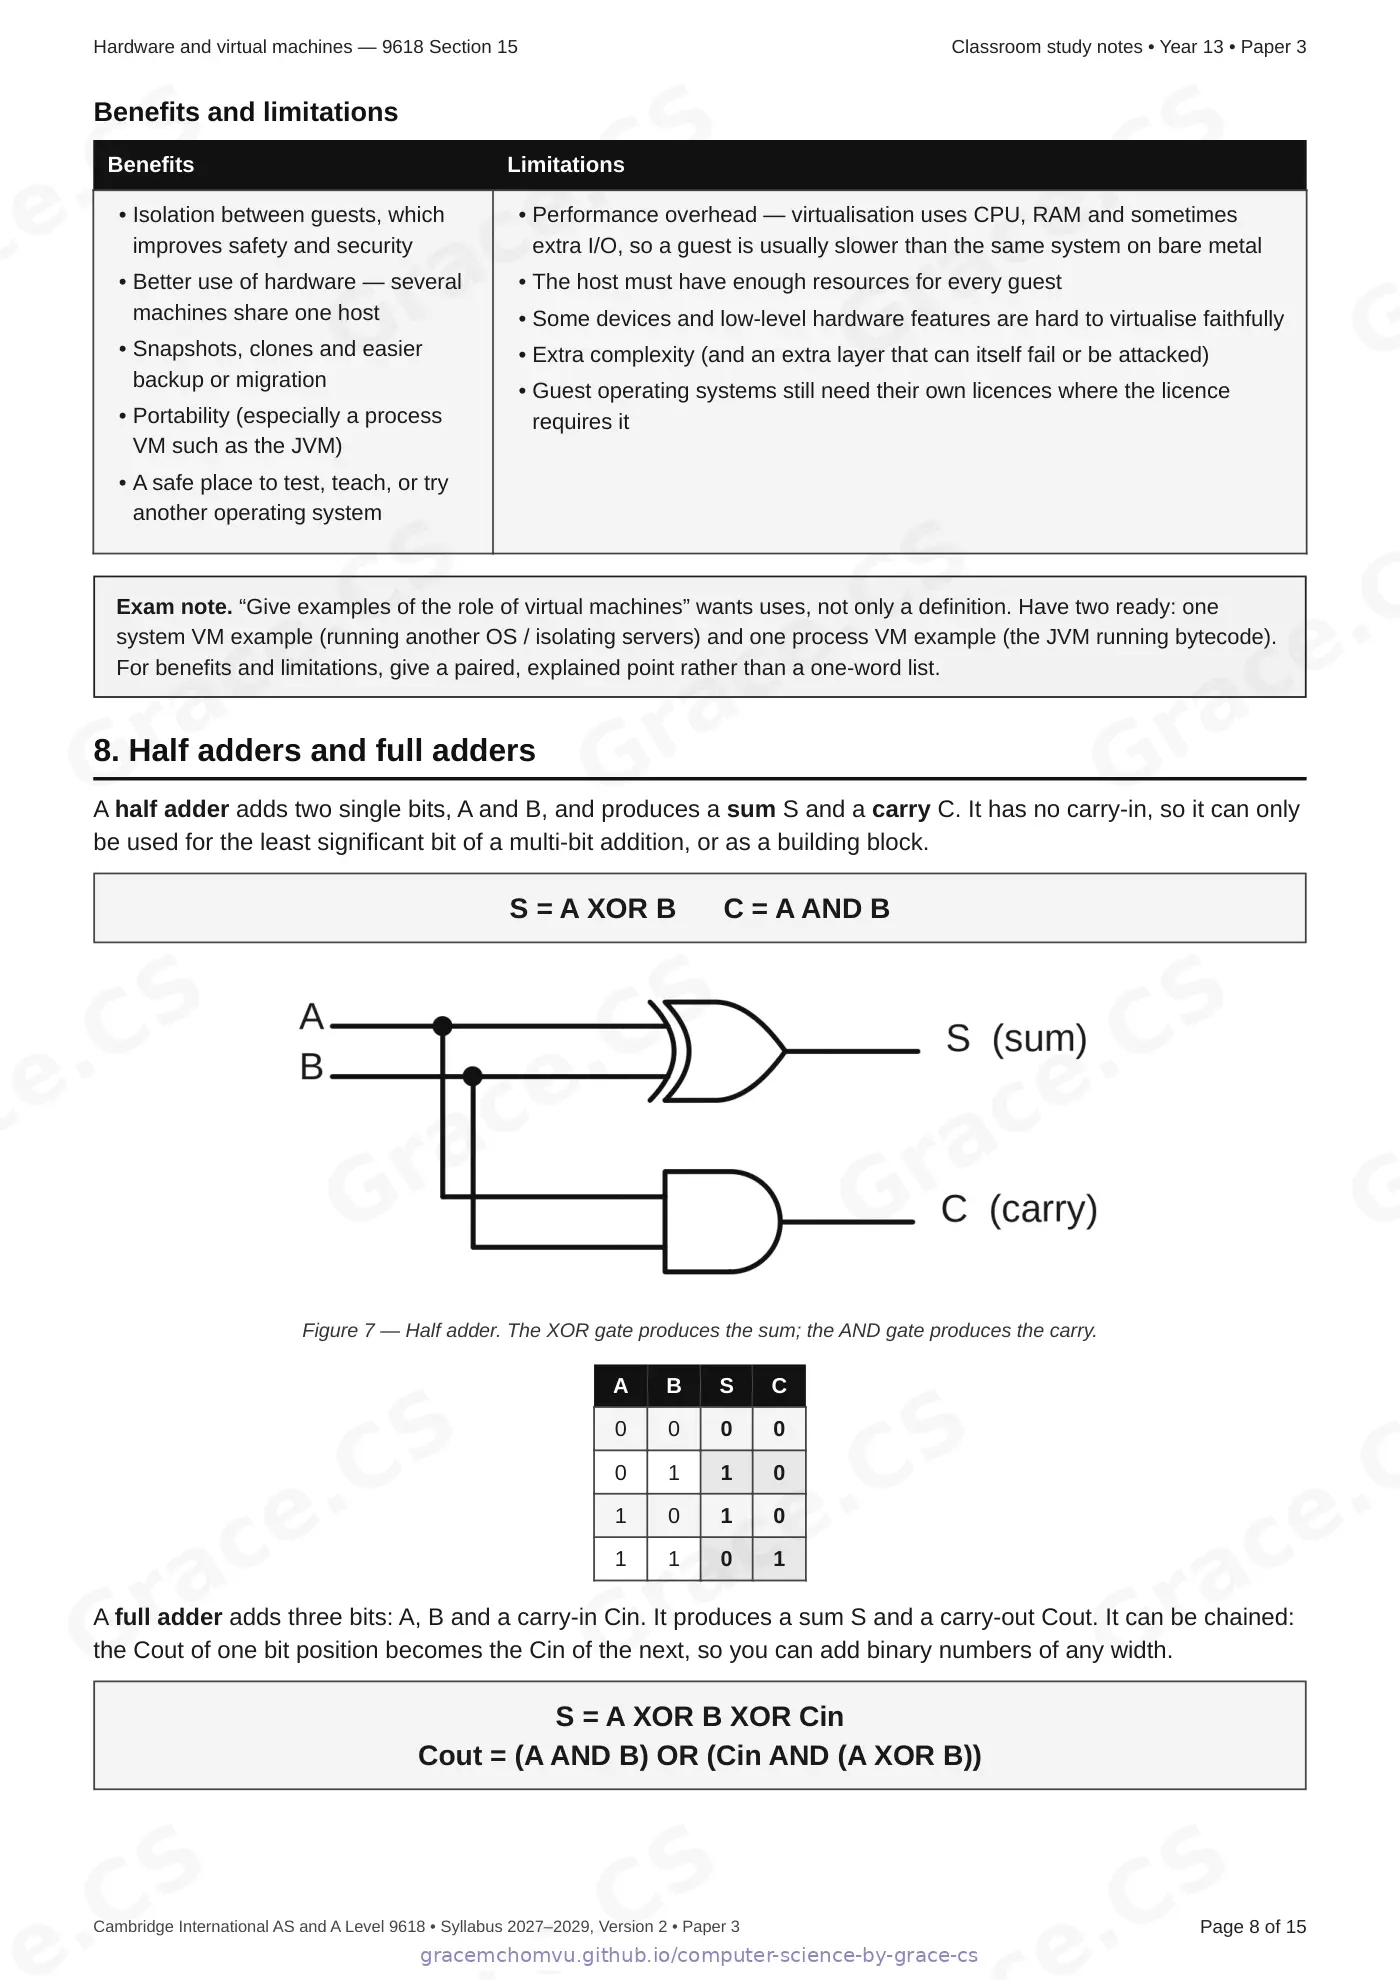 Hardware and virtual machines — 9618 Section 15
Classroom study notes • Year 13 • Paper 3
Benefits and limitations
Benefits
Limitations
• Isolation between guests, which
improves safety and security
• Better use of hardware — several
machines share one host
• Snapshots, clones and easier
backup or migration
• Portability (especially a process
VM such as the JVM)
• A safe place to test, teach, or try
another operating system
• Performance overhead — virtualisation uses CPU, RAM and sometimes
extra I/O, so a guest is usually slower than the same system on bare metal
• The host must have enough resources for every guest
• Some devices and low-level hardware features are hard to virtualise faithfully
• Extra complexity (and an extra layer that can itself fail or be attacked)
• Guest operating systems still need their own licences where the licence
requires it
Exam note. “Give examples of the role of virtual machines” wants uses, not only a definition. Have two ready: one
system VM example (running another OS / isolating servers) and one process VM example (the JVM running bytecode).
For benefits and limitations, give a paired, explained point rather than a one-word list.
8. Half adders and full adders
A half adder adds two single bits, A and B, and produces a sum S and a carry C. It has no carry-in, so it can only
be used for the least significant bit of a multi-bit addition, or as a building block.
S = A XOR B C = A AND B
A
B
S (sum)
C (carry)
Figure 7 — Half adder. The XOR gate produces the sum; the AND gate produces the carry.
A B S C
0 0 0 0
0 1 1 0
1 0 1 0
1 1 0 1
A full adder adds three bits: A, B and a carry-in Cin. It produces a sum S and a carry-out Cout. It can be chained:
the Cout of one bit position becomes the Cin of the next, so you can add binary numbers of any width.
S = A XOR B XOR Cin
Cout = (A AND B) OR (Cin AND (A XOR B))
Cambridge International AS and A Level 9618 • Syllabus 2027–2029, Version 2 • Paper 3
Page 8 of 15
gracemchomvu.github.io/computer-science-by-grace-cs
Grace.CS